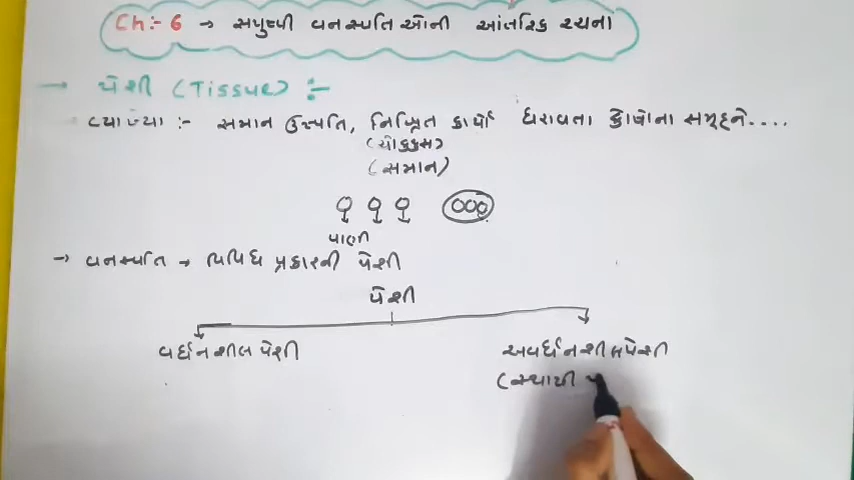 Ch:- 6 → સપુષ્પી વનસ્પતિઓની આંતરિક રચના
→ પેશી (Tissue) :-
વ્યાખ્યા :- સમાન ઉત્પતિ, નિશ્ચિત કાર્યો ધરાવતા કોષોના સમૂહને....
(ચોક્કસ)
(સમાન)
પાણી
→ વનસ્પતિ → વિવિધ પ્રકારની પેશી
પેશી
વર્ધનશીલ પેશી અવર્ધનશીલપેશી
(સ્થાયી